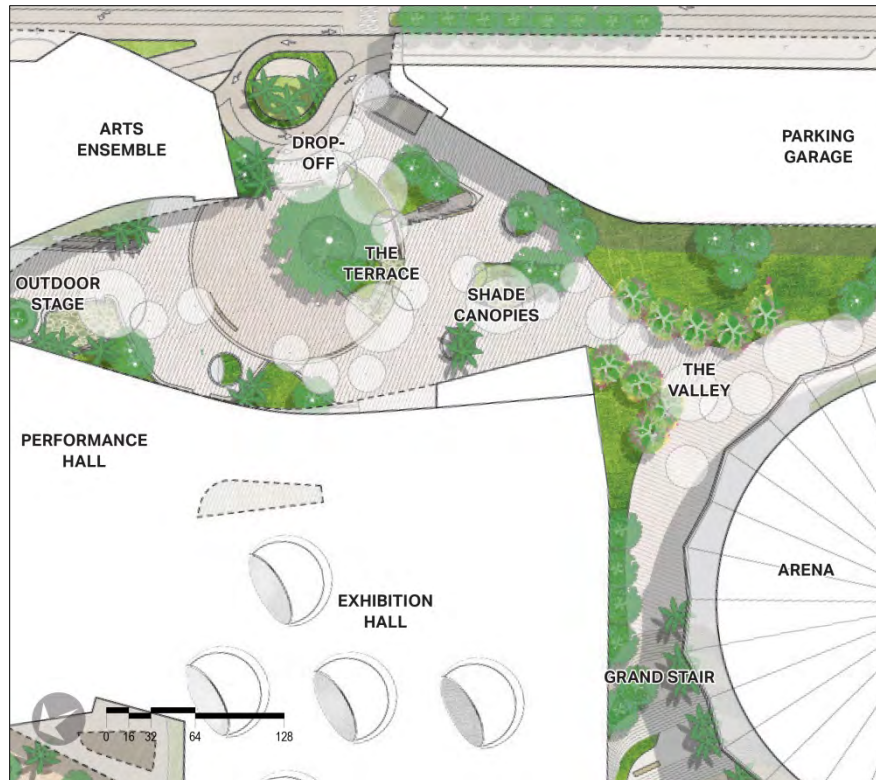 ARTS
ENSEMBLE
DROP-
OFF
PARKING
GARAGE
THE
TERRACE
OUTDOOR
STAGE
SHADE
CANOPIES
THE
VALLEY
PERFORMANCE
HALL
ARENA
EXHIBITION
HALL
GRAND STAIR
0 16 32 64 128